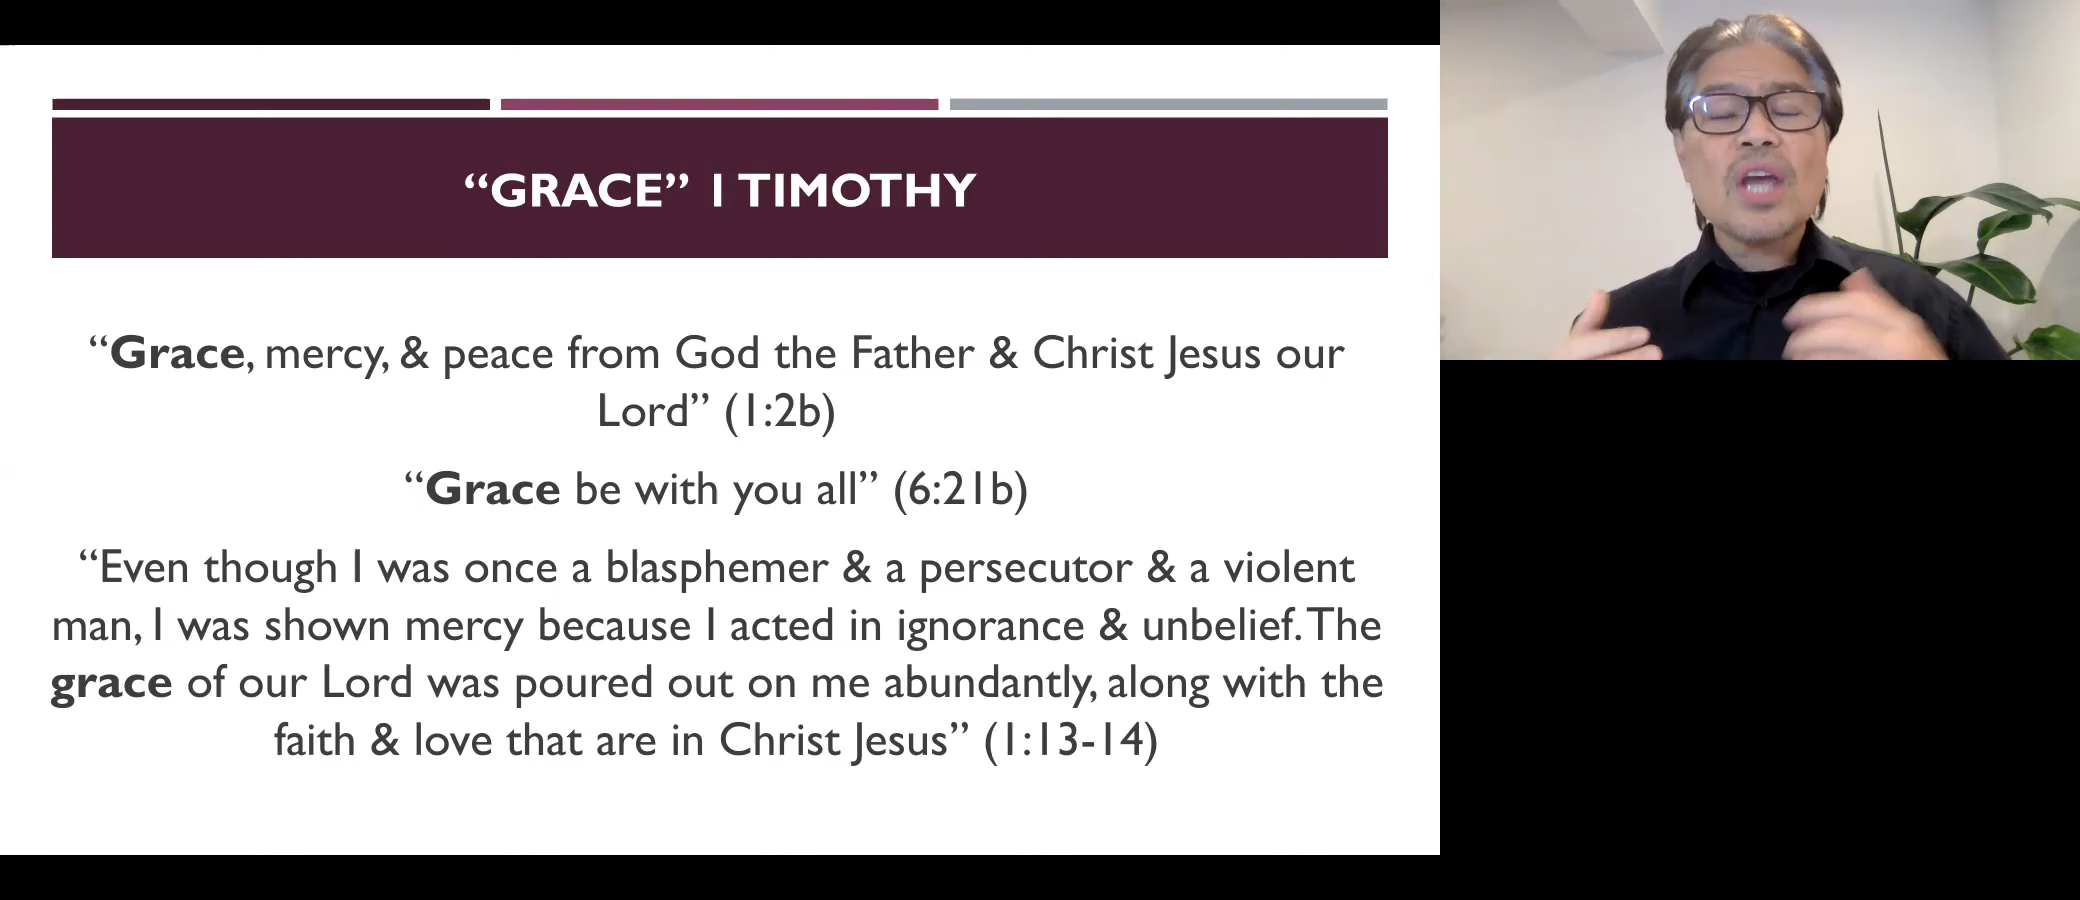 “GRACE” I TIMOTHY
“Grace, mercy, & peace from God the Father & Christ Jesus our
Lord” (1:2b)
“Grace be with you all” (6:21b)
“Even though I was once a blasphemer & a persecutor & a violent
man, I was shown mercy because I acted in ignorance & unbelief. The
grace of our Lord was poured out on me abundantly, along with the
faith & love that are in Christ Jesus” (1:13-14)